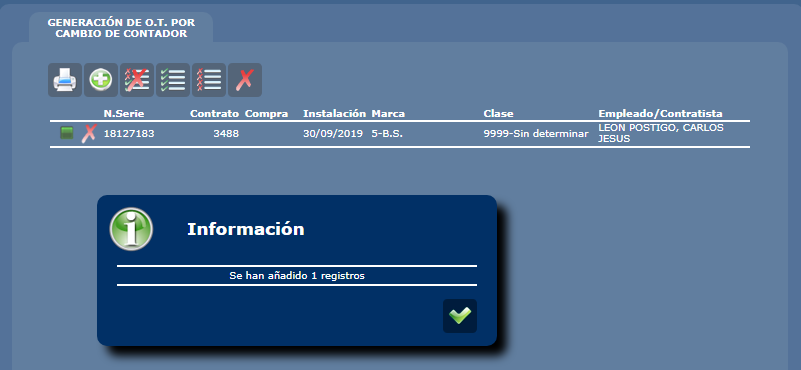 GENERACIÓN DE O.T. POR
CAMBIO DE CONTADOR
N.Serie Contrato Compra Instalación Marca Clase Empleado/Contratista
18127183 3488 30/09/2019 5-B.S. 9999-Sin determinar LEON POSTIGO, CARLOS
JESUS
Información
Se han añadido 1 registros